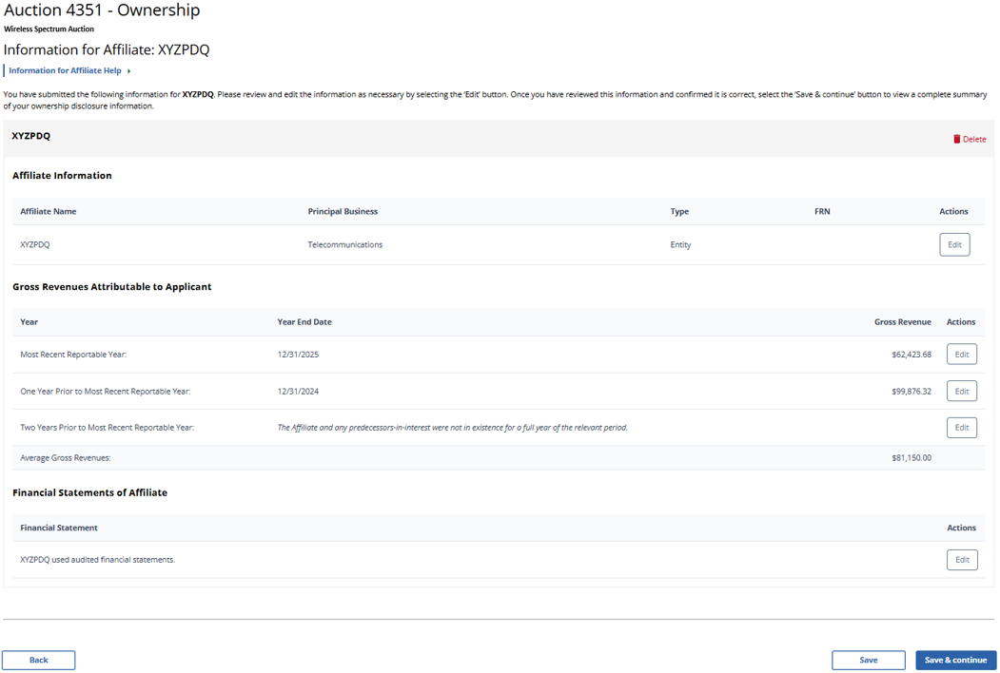 Auction 4351 - Ownership
Wireless Spectrum Auction
Information for Affiliate: XYZPDQ
Information for Affiliate Help
You have submitted the following information for XYZPDQ. Please review and edit the information as necessary by selecting the 'Edit' button. Once you have reviewed this information and confirmed it is correct, select the 'Save & continue' button to view a complete summary
of your ownership disclosure information.
XYZPDQ
Delete
Affiliate Information
Affiliate Name Principal Business Type FRN Actions
XYZPDQ Telecommunications Entity Edit
Gross Revenues Attributable to Applicant
Year Year End Date Gross Revenue Actions
Most Recent Reportable Year: 12/31/2025 $62,423.68 Edit
One Year Prior to Most Recent Reportable Year: 12/31/2024 $99,876.32 Edit
Two Years Prior to Most Recent Reportable Year: The Affiliate and any predecessors-in-interest were not in existence for a full year of the relevant period. Edit
Average Gross Revenues: $81,150.00
Financial Statements of Affiliate
Financial Statement Actions
XYZPDQ used audited financial statements. Edit
Back Save Save & continue